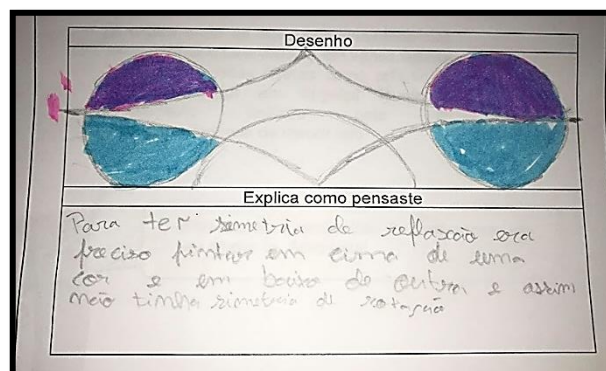 Desenho
Explica como pensaste
Para ter simetria de reflaxão era
preciso pintar em cima de uma
cor e em baixo de outra e assim
não tinha simetria de rotação